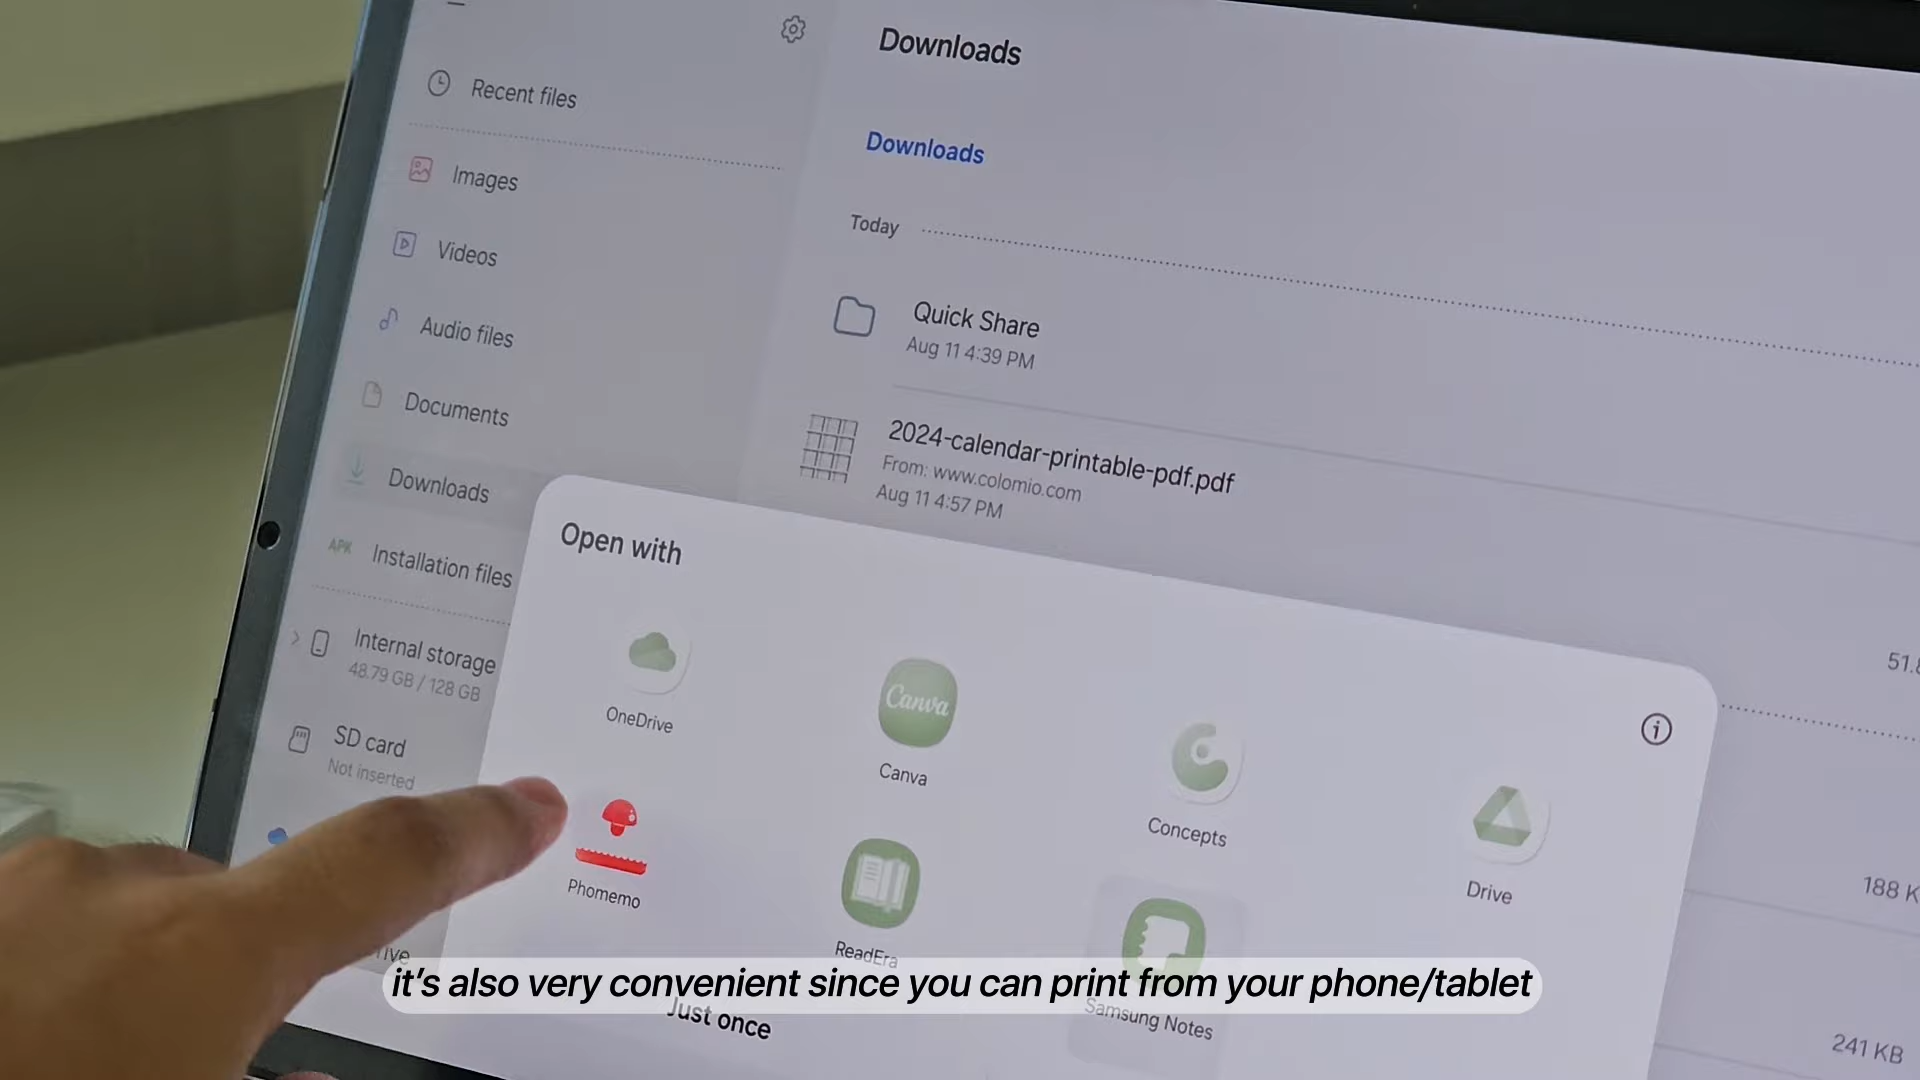 Downloads
Recent files
Downloads
Images
Today
Videos
Quick Share
Aug 11 4:39 PM
Audio files
2024-calendar-printable-pdf.pdf
From: www.colomio.com
Aug 11 4:57 PM
Documents
Downloads
APK
Installation files
Internal storage
48.79 GB / 128 GB
SD card
Not inserted
Open with
OneDrive
Canva
Canva
Concepts
Drive
Phomemo
ReadEra
Samsung Notes
188 K
241 KB
it's also very convenient since you can print from your phone/tablet
Just once